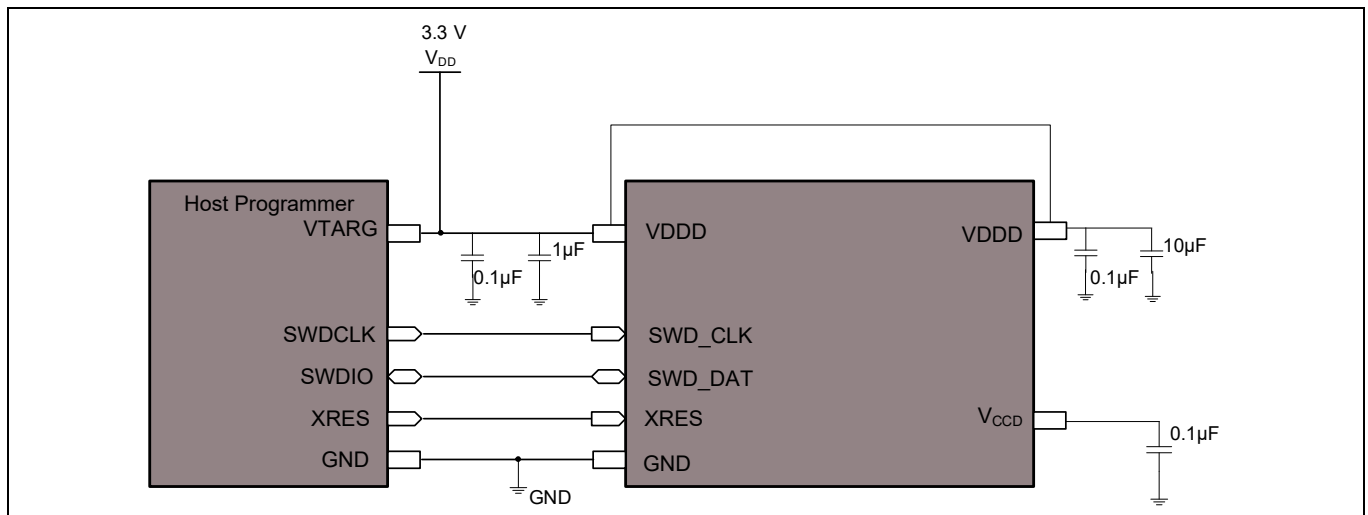 3.3 V
VDD
Host Programmer
VTARG
0.1µF
1µF
VDDD
VDDD
0.1µF
10µF
SWDCLK
SWD_CLK
SWDIO
SWD_DAT
XRES
XRES
VCCD
0.1µF
GND
GND
GND